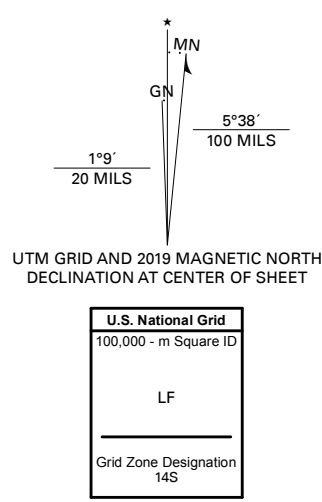 ★
MN
GN
5°38´
100 MILS
1°9´
20 MILS
UTM GRID AND 2019 MAGNETIC NORTH
DECLINATION AT CENTER OF SHEET
U.S. National Grid
100,000 - m Square ID
LF
Grid Zone Designation
14S